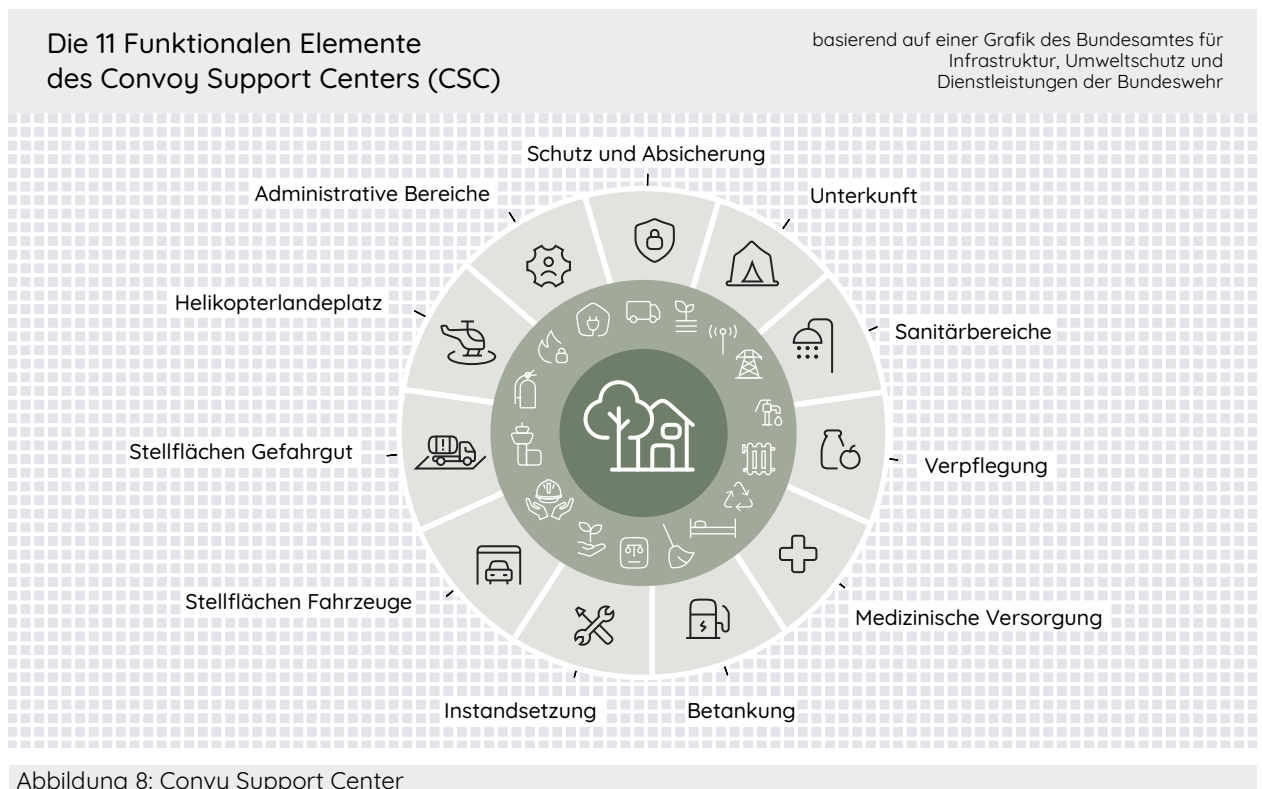 Die 11 Funktionalen Elemente
des Convoy Support Centers (CSC)
basierend auf einer Grafik des Bundesamtes für
Infrastruktur, Umweltschutz und
Dienstleistungen der Bundeswehr
Schutz und Absicherung
Administrative Bereiche
Unterkunft
Helikopterlandeplatz
Sanitärbereiche
Stellflächen Gefahrgut
Verpflegung
Stellflächen Fahrzeuge
Medizinische Versorgung
Instandsetzung
Betankung
Abbildung 8: Convy Support Center